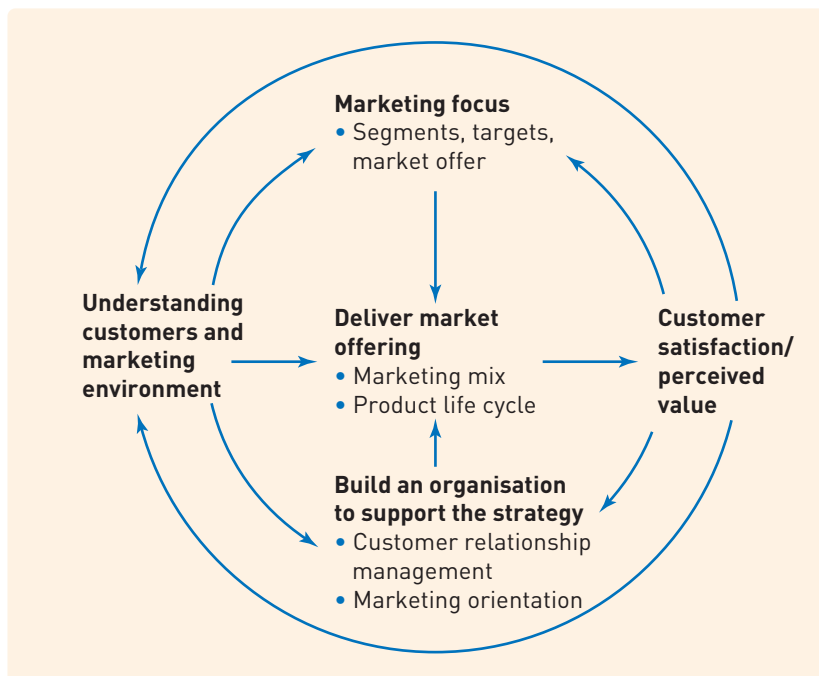 Marketing focus
• Segments, targets,
market offer
Understanding
customers and
marketing
environment
Deliver market
offering
• Marketing mix
• Product life cycle
Customer
satisfaction/
perceived
value
Build an organisation
to support the strategy
• Customer relationship
management
• Marketing orientation